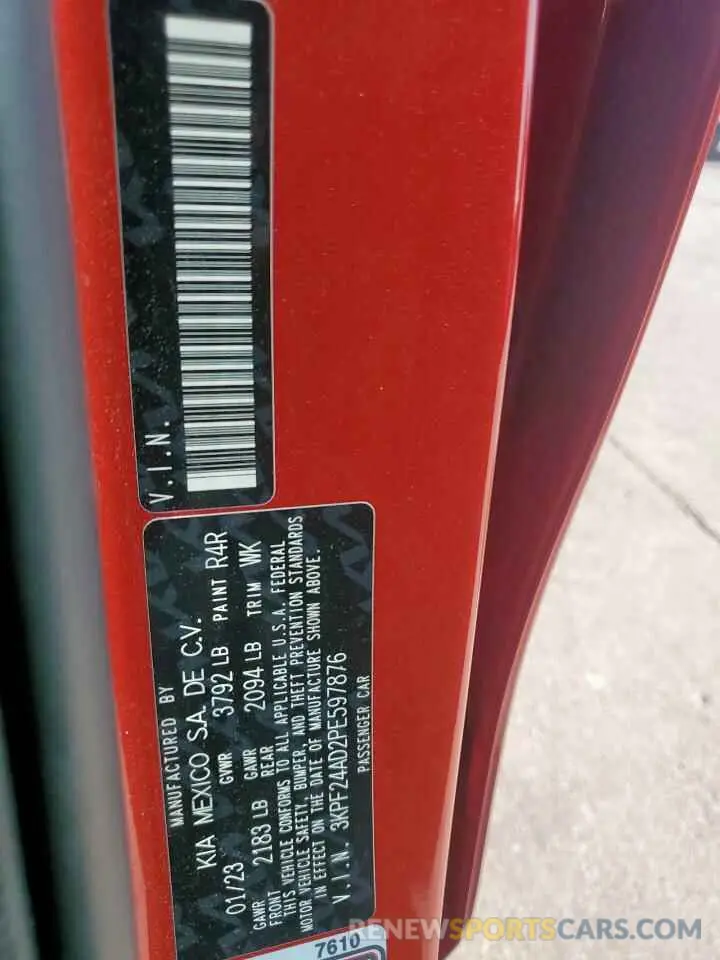 V.I.N.
MANUFACTURED BY
KIA MEXICO S.A. DE C.V.
01/23 GVWR 3792 LB PAINT R4R
GAWR FRONT 2183 LB GAWR REAR 2094 LB TRIM WK
THIS VEHICLE CONFORMS TO ALL APPLICABLE U.S.A. FEDERAL
MOTOR VEHICLE SAFETY, BUMPER, AND THEFT PREVENTION STANDARDS
IN EFFECT ON THE DATE OF MANUFACTURE SHOWN ABOVE.
V.I.N. 3KPF24AD2PE597876
PASSENGER CAR
7610
RENEWSPORTSCARS.COM